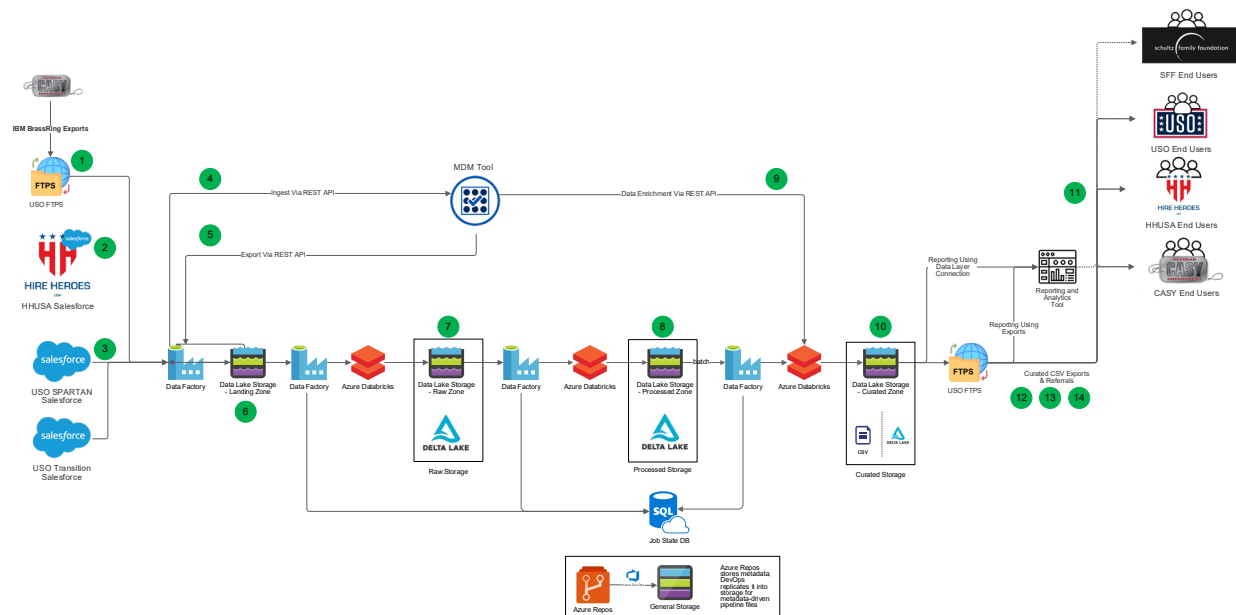 schultz family foundation
SFF End Users
CASY
IBM BrassRing Exports
1
FTPS
USO FTPS
USO
USO End Users
4
MDM Tool
9
Ingest Via REST API
Data Enrichment Via REST API
11
HIRE HEROES
USA
HHUSA End Users
salesforce
2
5
Export Via REST API
HIRE HEROES
USA
HHUSA Salesforce
Reporting Using
Data Layer
Connection
Reporting and
Analytics
Tool
CASY
CASY End Users
Reporting Using
Exports
salesforce
3
USO SPARTAN
Salesforce
7
8
10
Data Factory
Data Lake Storage
- Landing Zone
Data Factory
Azure Databricks
Data Lake Storage
- Raw Zone
Data Factory
Azure Databricks
Data Lake Storage
- Processed Zone
batch
Data Factory
Azure Databricks
Data Lake Storage
- Curated Zone
FTPS
USO FTPS
Curated CSV Exports
& Referrals
12
13
14
6
salesforce
USO Transition
Salesforce
DELTA LAKE
Raw Storage
DELTA LAKE
Processed Storage
CSV
DELTA LAKE
Curated Storage
SQL
Job State DB
Azure Repos
Azure DevOps
General Storage
Azure Repos
stores metadata,
DevOps
replicates it into
storage for
metadata-driven
pipeline files